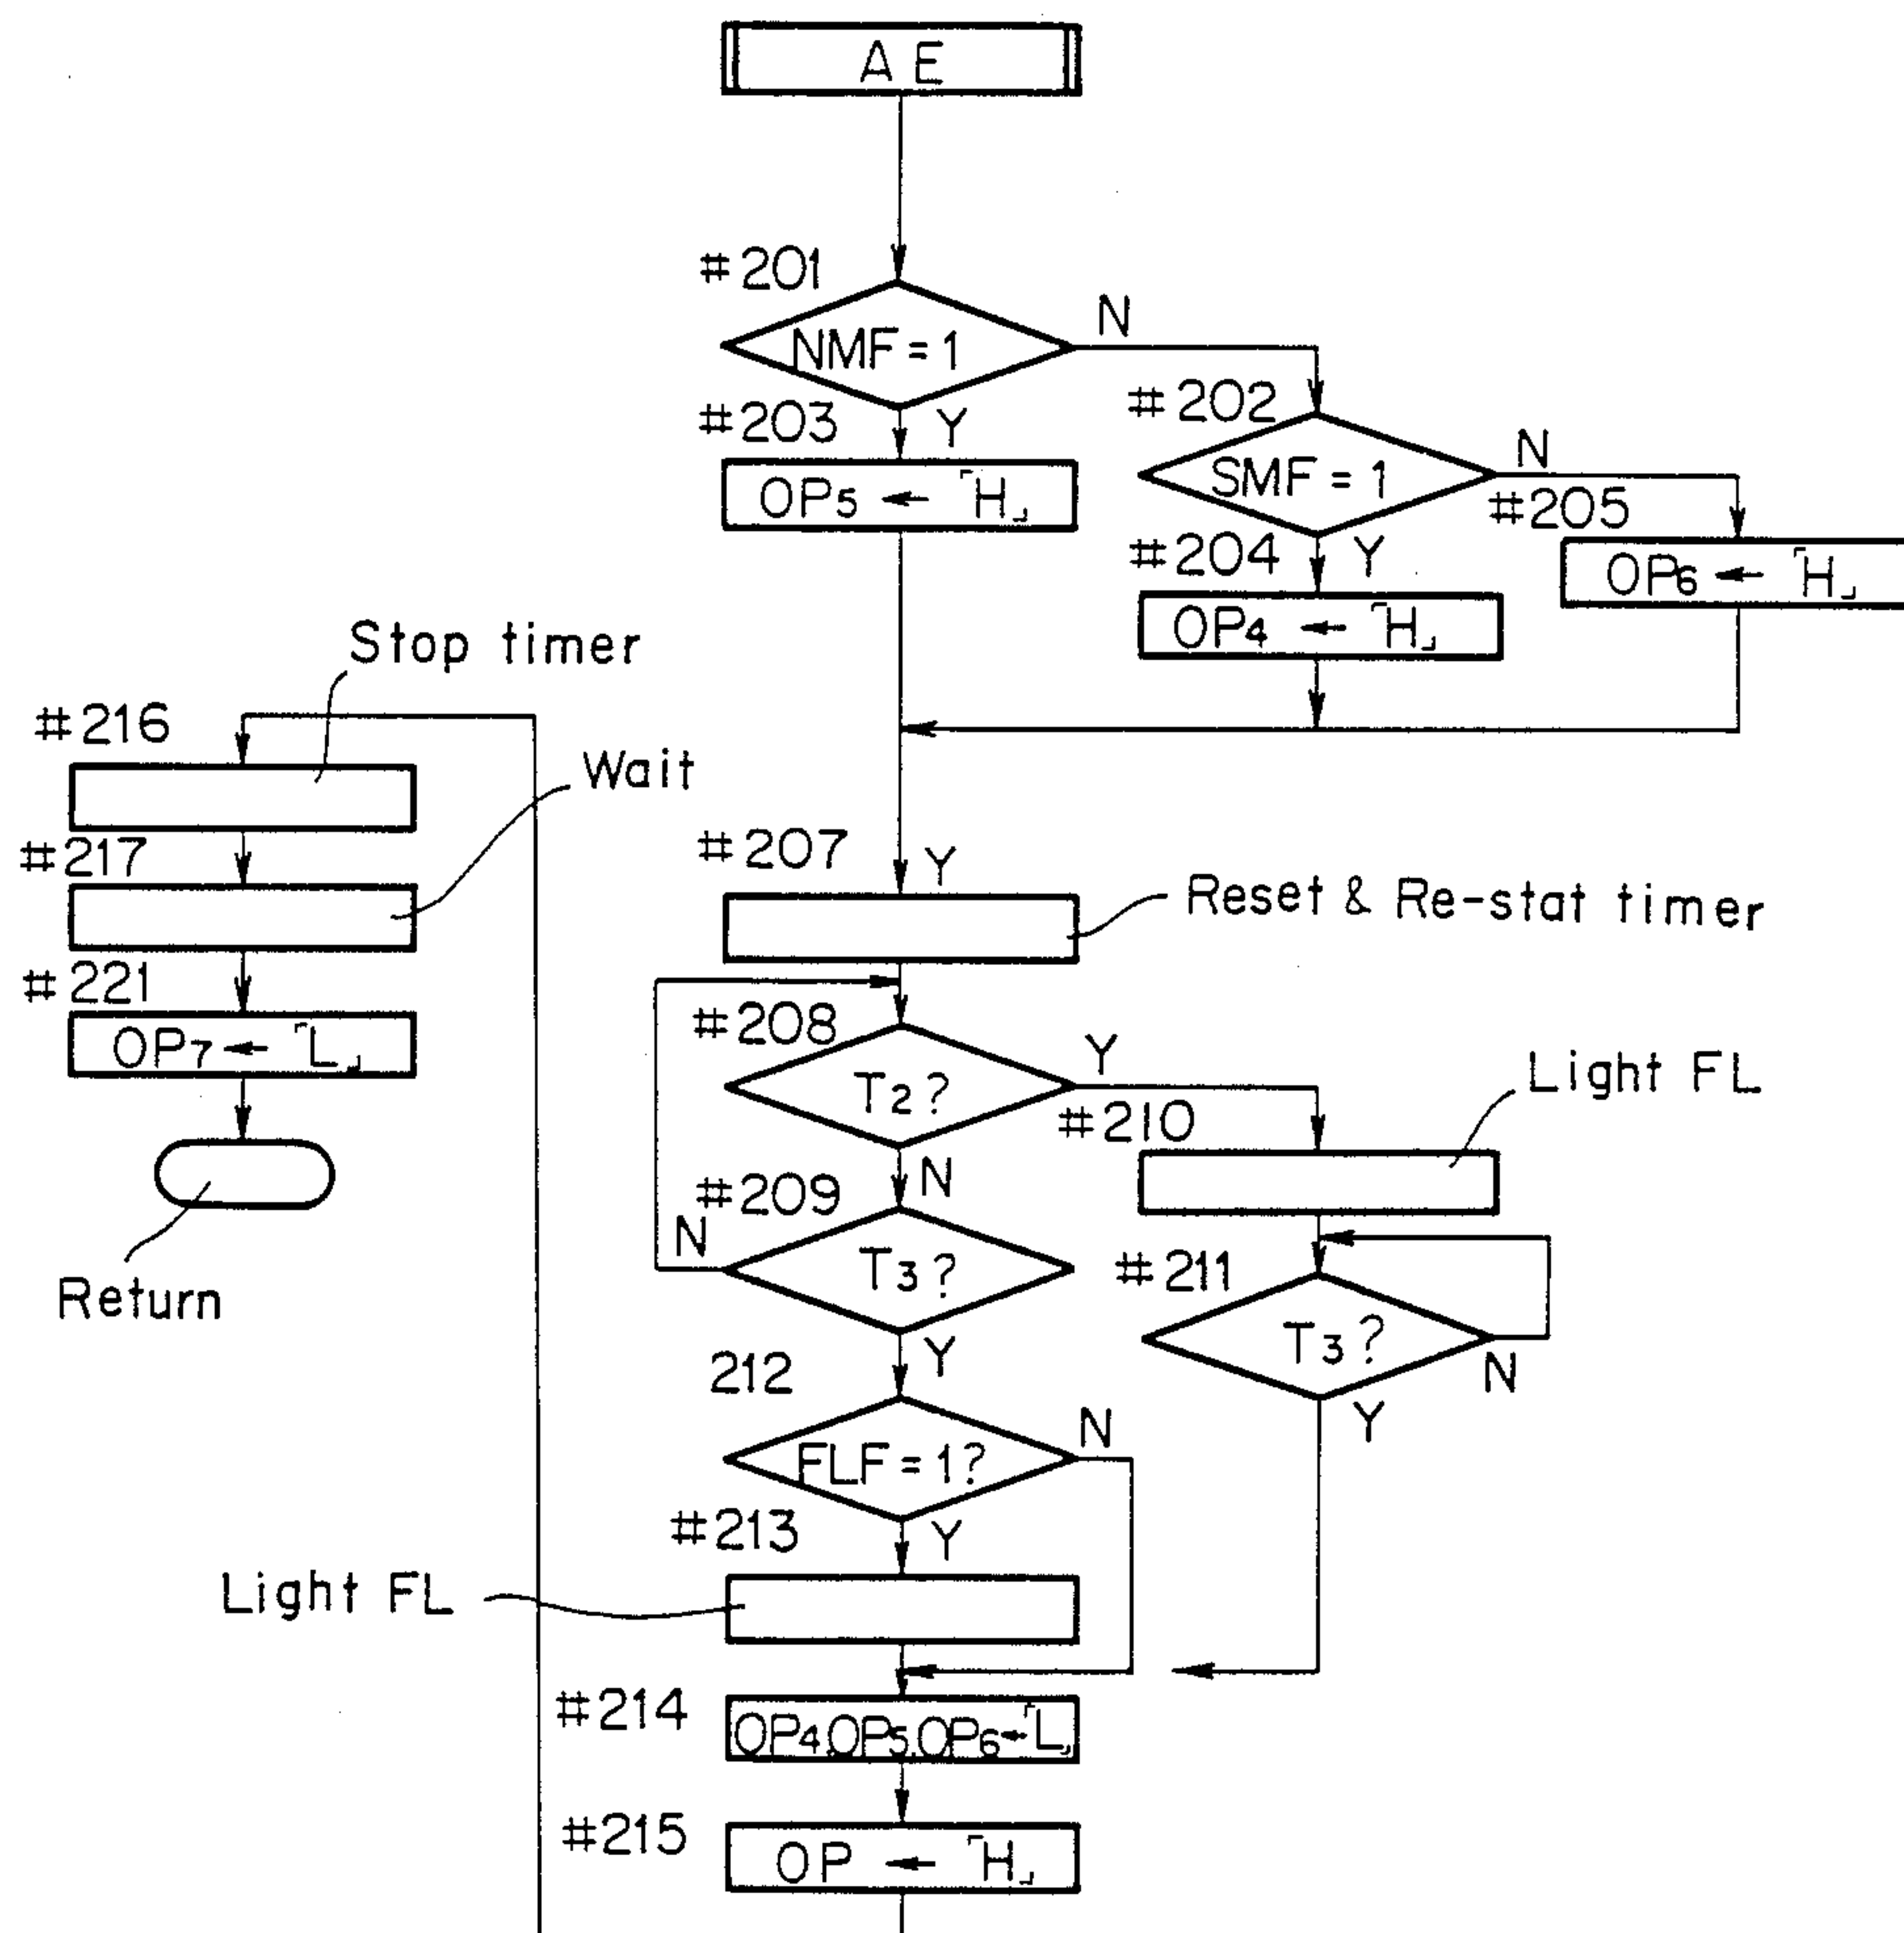 AE
#201
NMF = 1
N
#202
#203
Y
SMF = 1
N
#205
OP5 ← 「H」
#204
Y
OP6 ← 「H」
OP4 ← 「H」
Stop timer
#216
Wait
#217
#207
Y
Reset & Re-stat timer
#221
#208
OP7 ← 「L」
T2 ?
Y
#210
Light FL
N
#209
N
T3 ?
#211
T3 ?
N
Y
Return
Y
212
FLF = 1 ?
N
#213
Y
Light FL
#214
OP4.OP5.OP6 ← 「L」
#215
OP ← 「H」